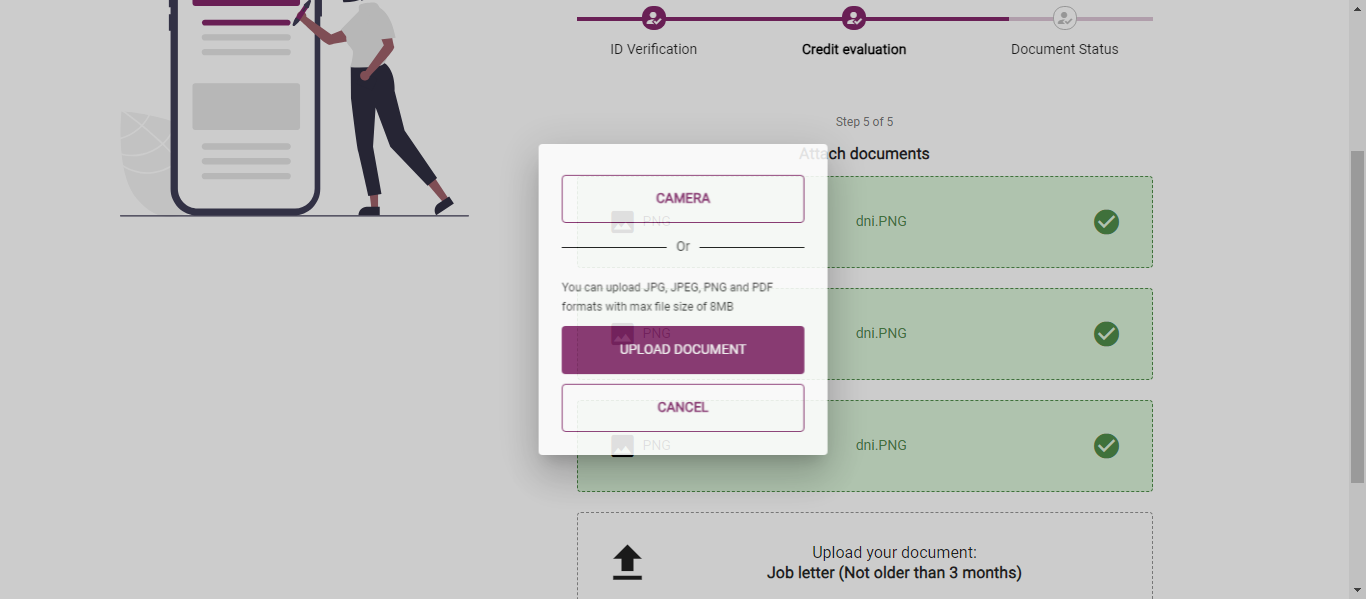 ID Verification
Credit evaluation
Document Status
Step 5 of 5
Attach documents
CAMERA
PNG
dni.PNG
Or
You can upload JPG, JPEG, PNG and PDF
formats with max file size of 8MB
PNG
dni.PNG
UPLOAD DOCUMENT
CANCEL
PNG
dni.PNG
Upload your document:
Job letter (Not older than 3 months)